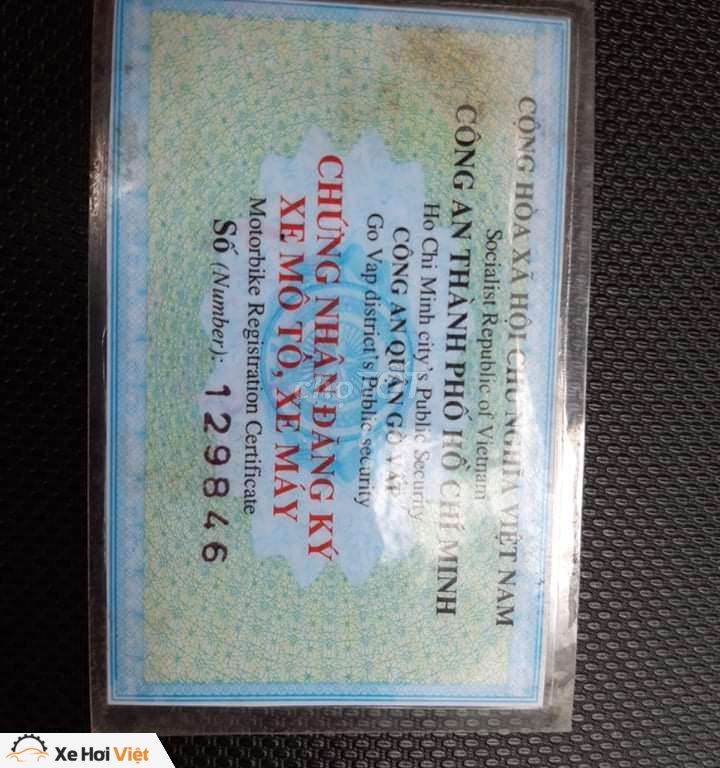 CỘNG HÒA XÃ HỘI CHỦ NGHĨA VIỆT NAM
Socialist Republic of Vietnam
CÔNG AN THÀNH PHỐ HỒ CHÍ MINH
Ho Chi Minh city's Public Security
CÔNG AN QUẬN GÒ VẤP
Go Vap district's Public security
CHỨNG NHẬN ĐĂNG KÝ
XE MÔ TÔ, XE MÁY
Motorbike Registration Certificate
Số (Number): 129846
chợTỐT
Xe Hơi Việt